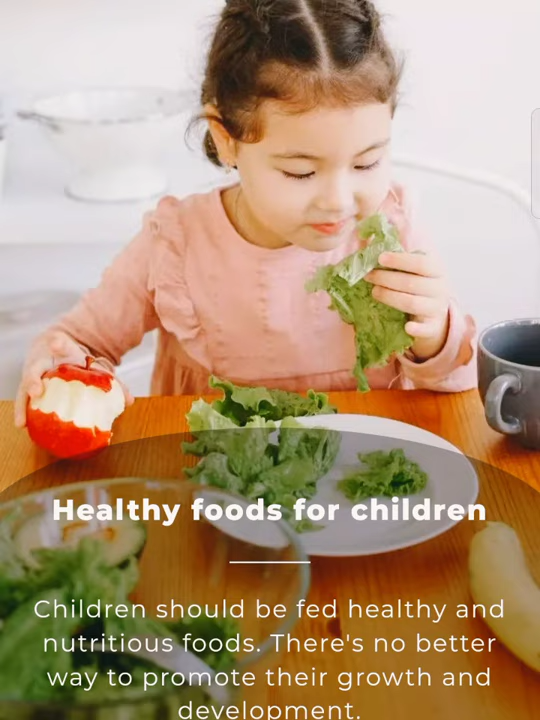 Healthy foods for children
Children should be fed healthy and
nutritious foods. There's no better
way to promote their growth and
development.